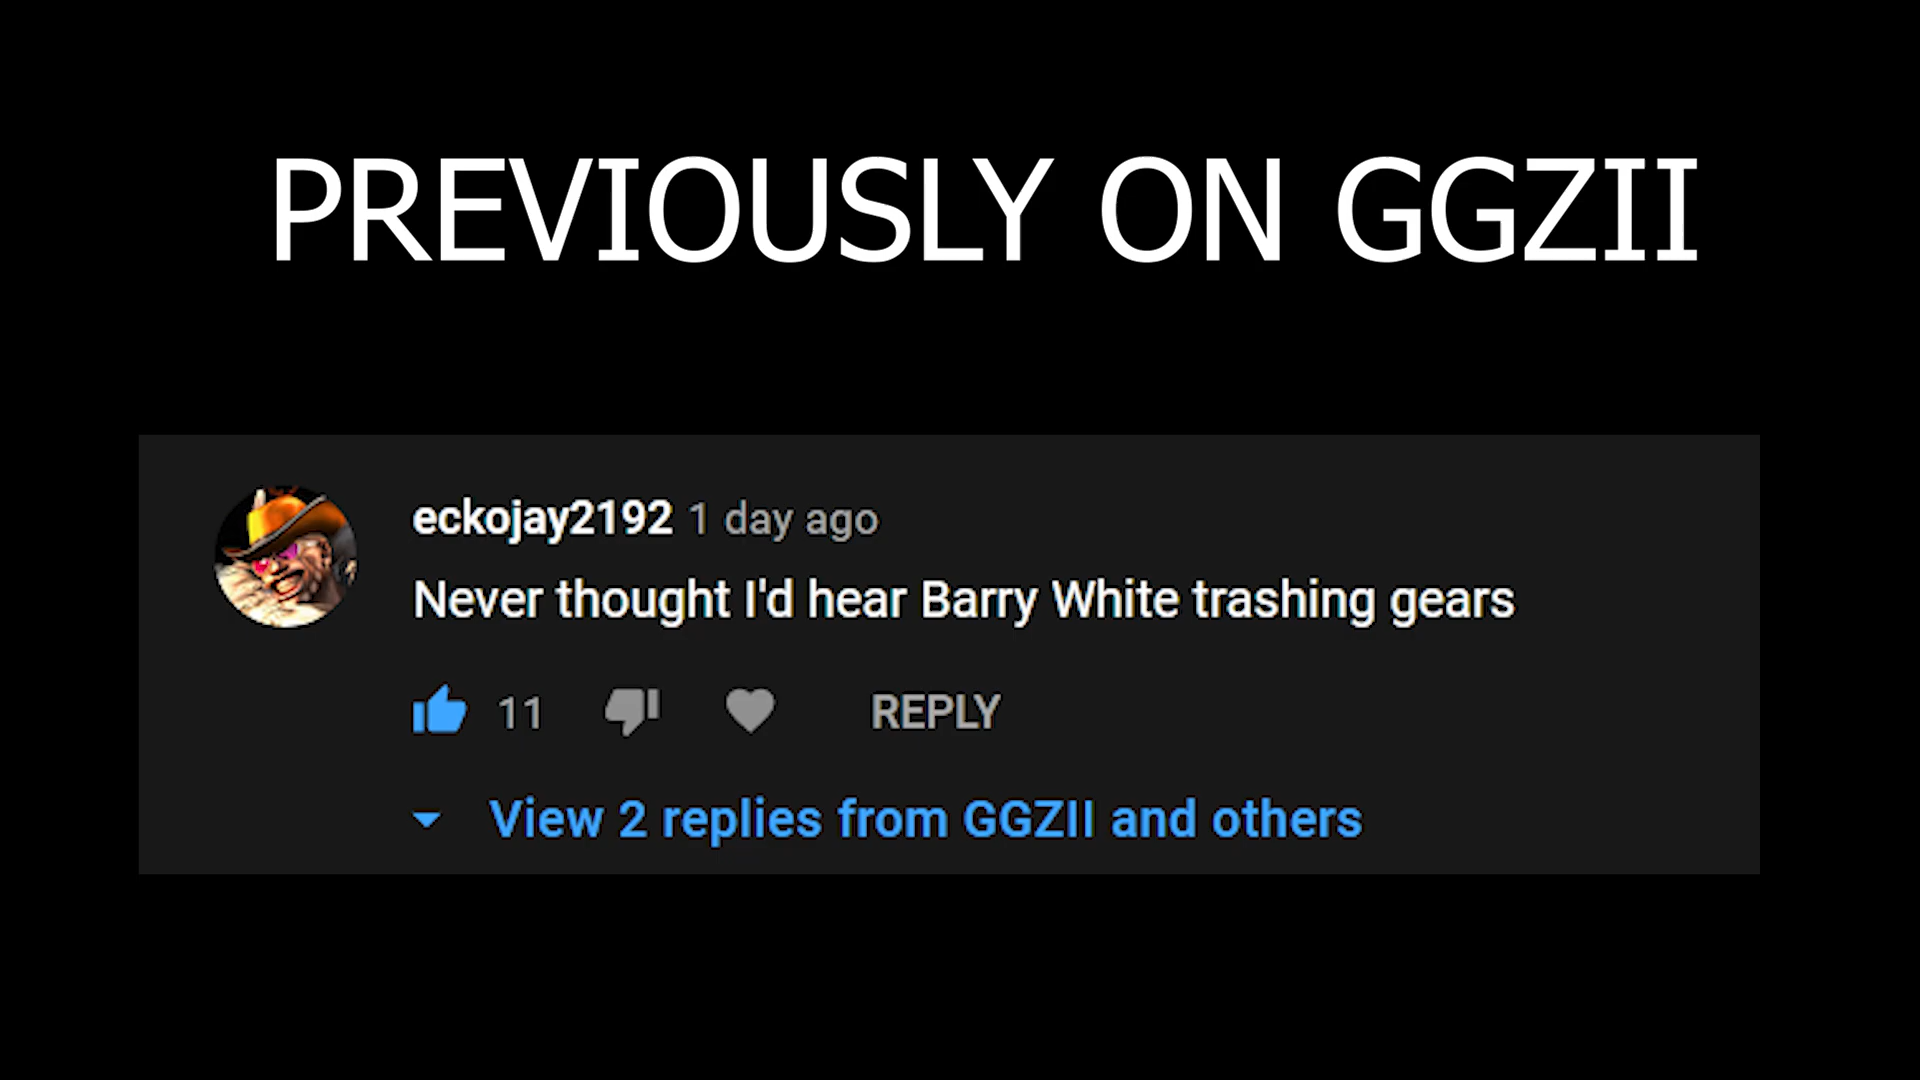 PREVIOUSLY ON GGZII
eckojay2192 1 day ago
Never thought I'd hear Barry White trashing gears
11 REPLY
View 2 replies from GGZII and others